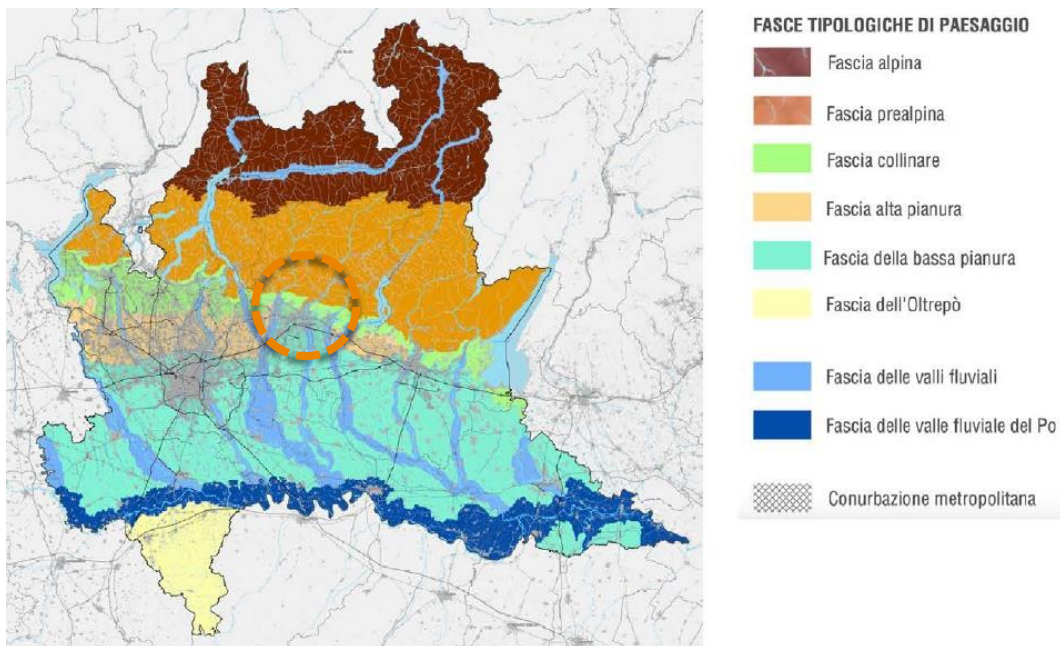 FASCE TIPOLOGICHE DI PAESAGGIO
Fascia alpina
Fascia prealpina
Fascia collinare
Fascia alta pianura
Fascia della bassa pianura
Fascia dell'Oltrepò
Fascia delle valli fluviali
Fascia delle valle fluviale del Po
Conurbazione metropolitana